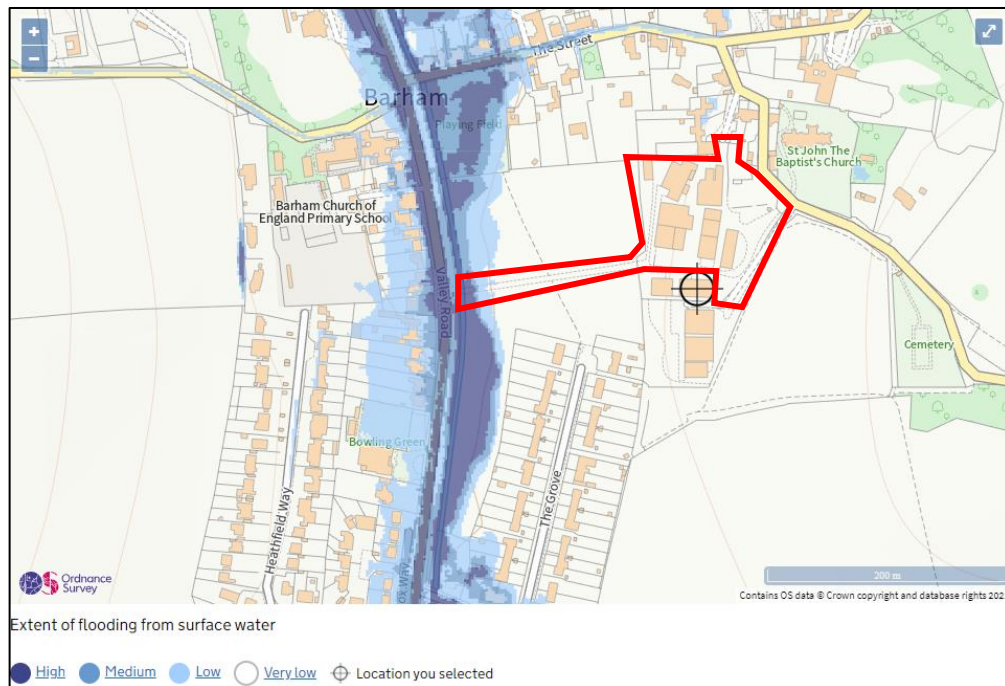 +
−
The Street
Barham
Playing Field
St John The
Baptist's Church
Barham Church of
England Primary School
Valley Road
Cemetery
Bowling Green
The Grove
Heathfield Way
Ordnance
Survey
200 m
Contains OS data © Crown copyright and database rights 202
Extent of flooding from surface water
High Medium Low Very low Location you selected